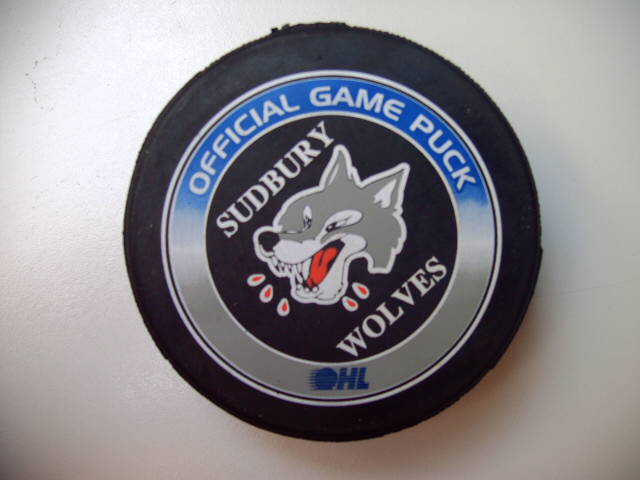 OFFICIAL GAME PUCK
SUDBURY
WOLVES
OHL